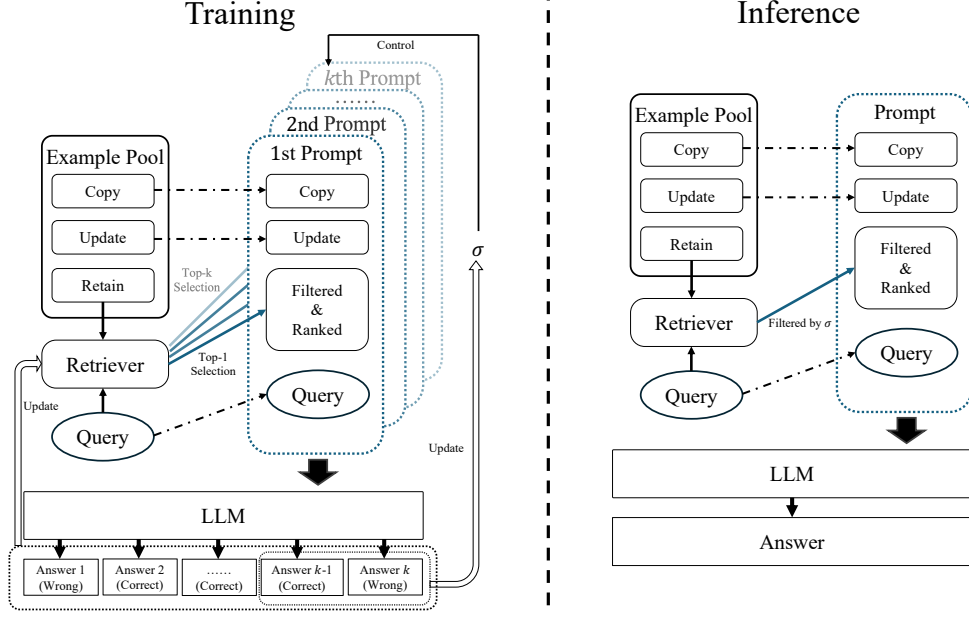 Training
Control
kth Prompt
......
2nd Prompt
1st Prompt
Example Pool
Copy
Copy
Update
Update
Retain
Top-k
Selection
Filtered
&
Ranked
σ
Retriever
Top-1
Selection
Update
Query
Query
Update
LLM
Answer 1
(Wrong)
Answer 2
(Correct)
......
(Correct)
Answer k-1
(Correct)
Answer k
(Wrong)
Inference
Example Pool
Prompt
Copy
Copy
Update
Update
Retain
Filtered
&
Ranked
Retriever
Filtered by σ
Query
Query
LLM
Answer